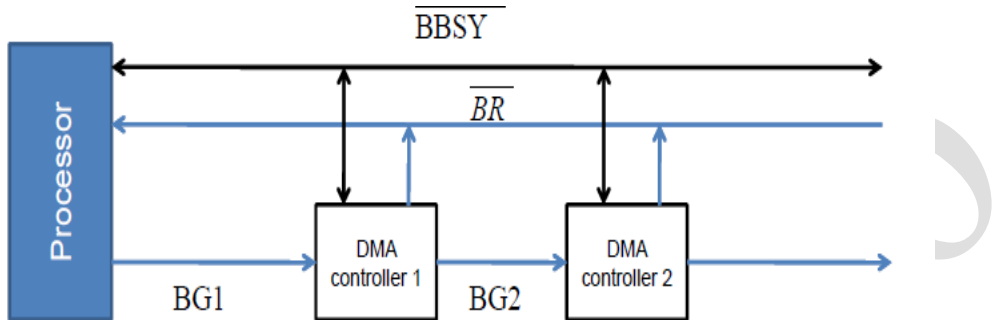 BBSY
BR
Processor
DMA
controller 1
DMA
controller 2
BG1
BG2